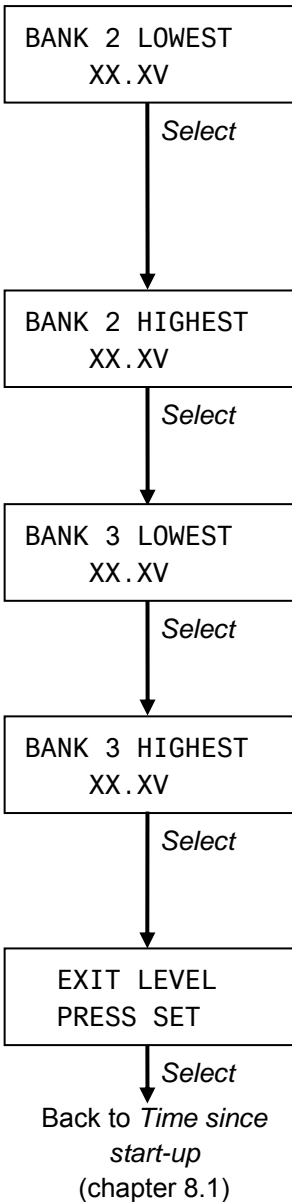 BANK 2 LOWEST
XX.XV
Select
BANK 2 HIGHEST
XX.XV
Select
BANK 3 LOWEST
XX.XV
Select
BANK 3 HIGHEST
XX.XV
Select
EXIT LEVEL
PRESS SET
Select
Back to Time since
start-up
(chapter 8.1)